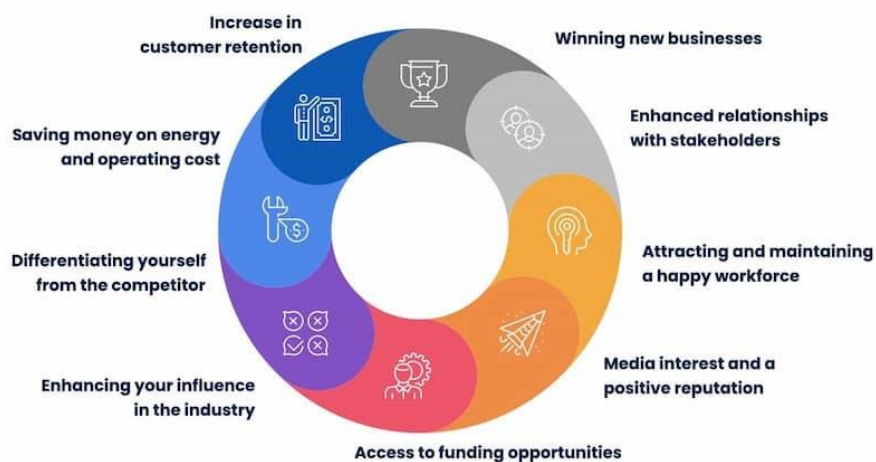 Increase in
customer retention
Winning new businesses
Enhanced relationships
with stakeholders
Saving money on energy
and operating cost
Attracting and maintaining
a happy workforce
Differentiating yourself
from the competitor
Media interest and a
positive reputation
Enhancing your influence
in the industry
Access to funding opportunities